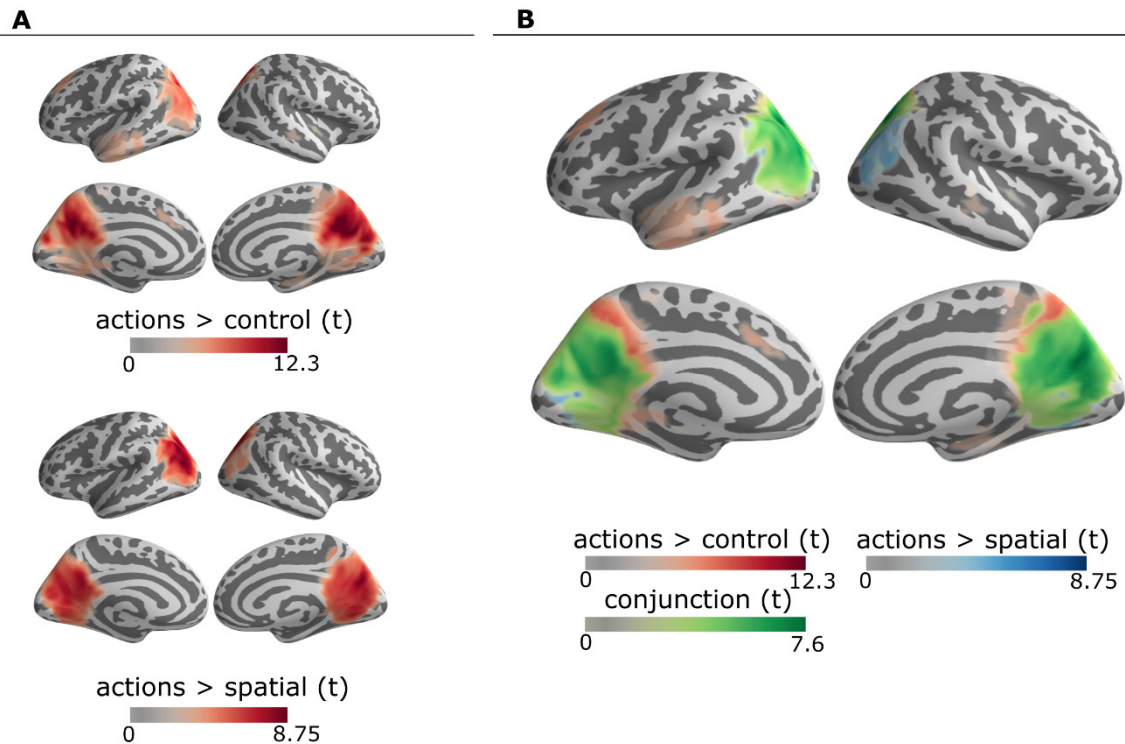 A
actions > control (t)
0 12.3
actions > spatial (t)
0 8.75
B
actions > control (t)
0 12.3
conjunction (t)
0 7.6
actions > spatial (t)
0 8.75